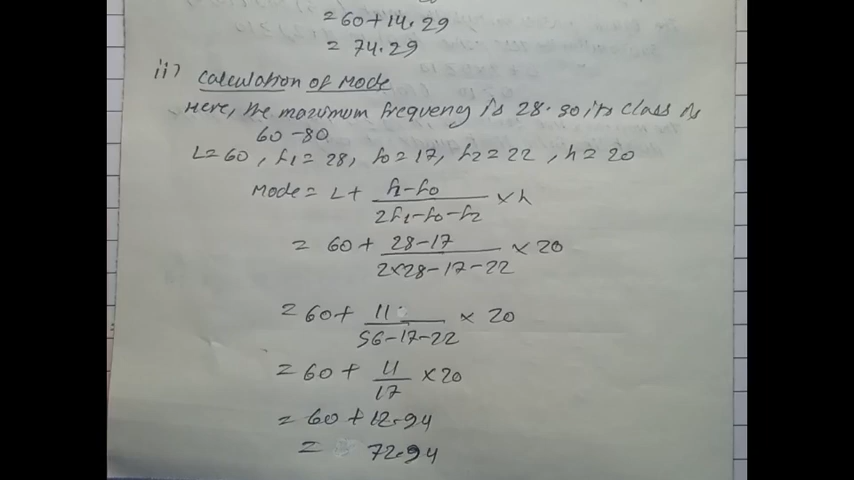 = 60 + 14.29
= 74.29
ii) Calculation of Mode
Here, the maximum frequency is 28. so its class is
60 - 80
L = 60, f1 = 28, f0 = 17, f2 = 22, h = 20
Mode = L + f1-f0 / 2f1-f0-f2 × h
= 60 + 28-17 / 2×28-17-22 × 20
= 60 + 11 / 56-17-22 × 20
= 60 + 11 / 17 × 20
= 60 + 12.94
= 72.94